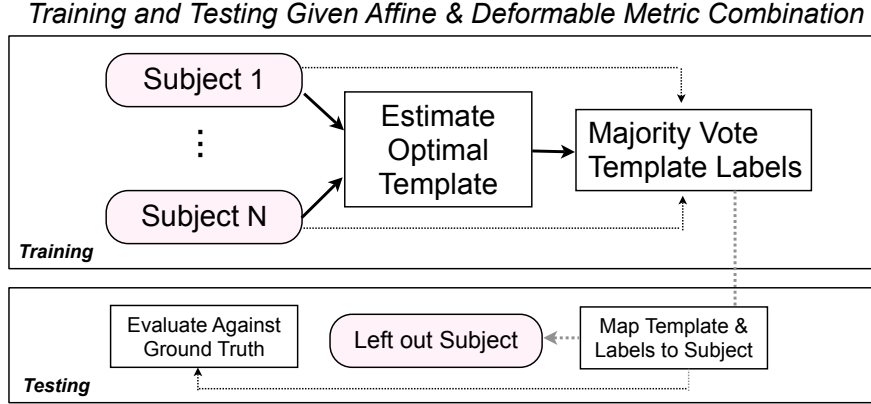 Training and Testing Given Affine & Deformable Metric Combination
Subject 1
⋮
Subject N
Estimate
Optimal
Template
Majority Vote
Template Labels
Training
Evaluate Against
Ground Truth
Left out Subject
Map Template &
Labels to Subject
Testing